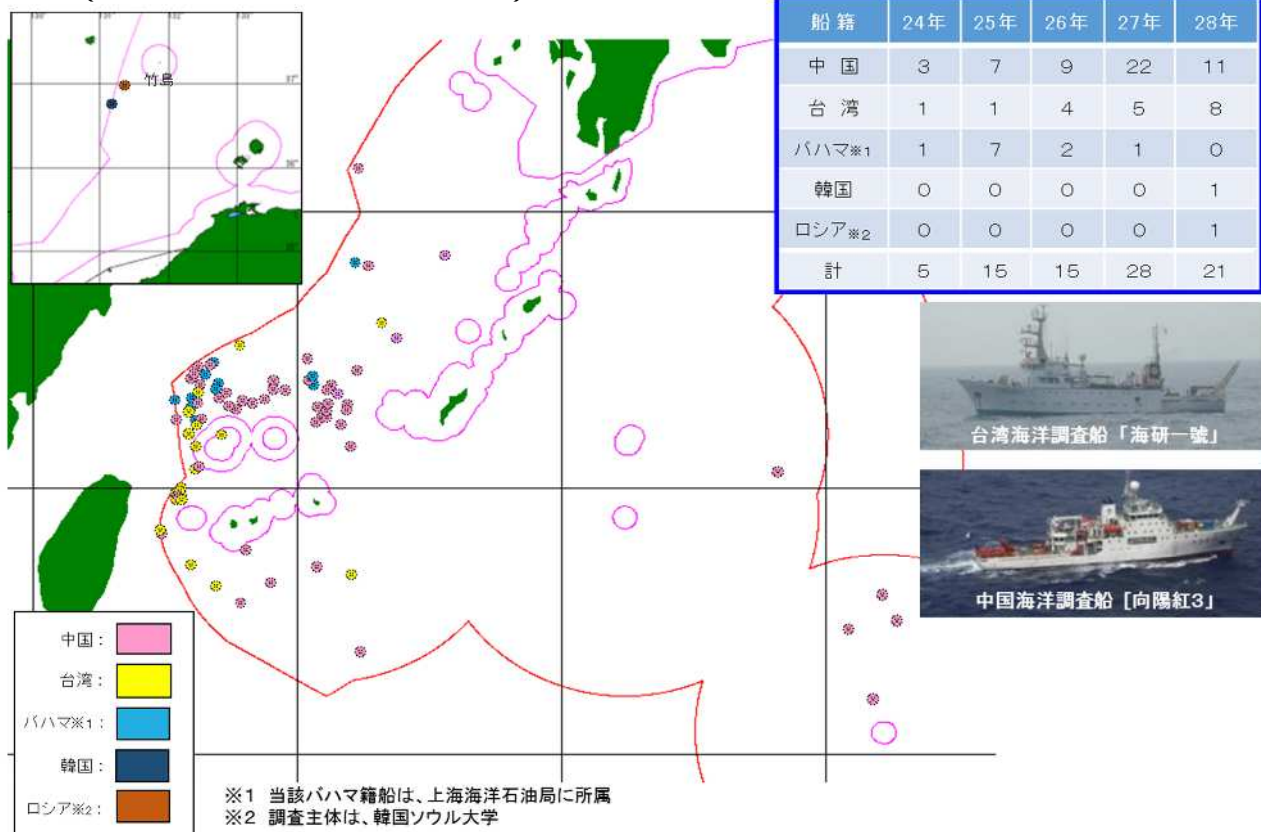 竹島
船籍 24年 25年 26年 27年 28年
中国 3 7 9 22 11
台湾 1 1 4 5 8
バハマ※1 1 7 2 1 0
韓国 0 0 0 0 1
ロシア※2 0 0 0 0 1
計 5 15 15 28 21
台湾海洋調査船「海研一號」
中国海洋調査船[向陽紅3」
中国：
台湾：
バハマ※1：
韓国：
ロシア※2：
※1 当該バハマ籍船は、上海海洋石油局に所属
※2 調査主体は、韓国ソウル大学